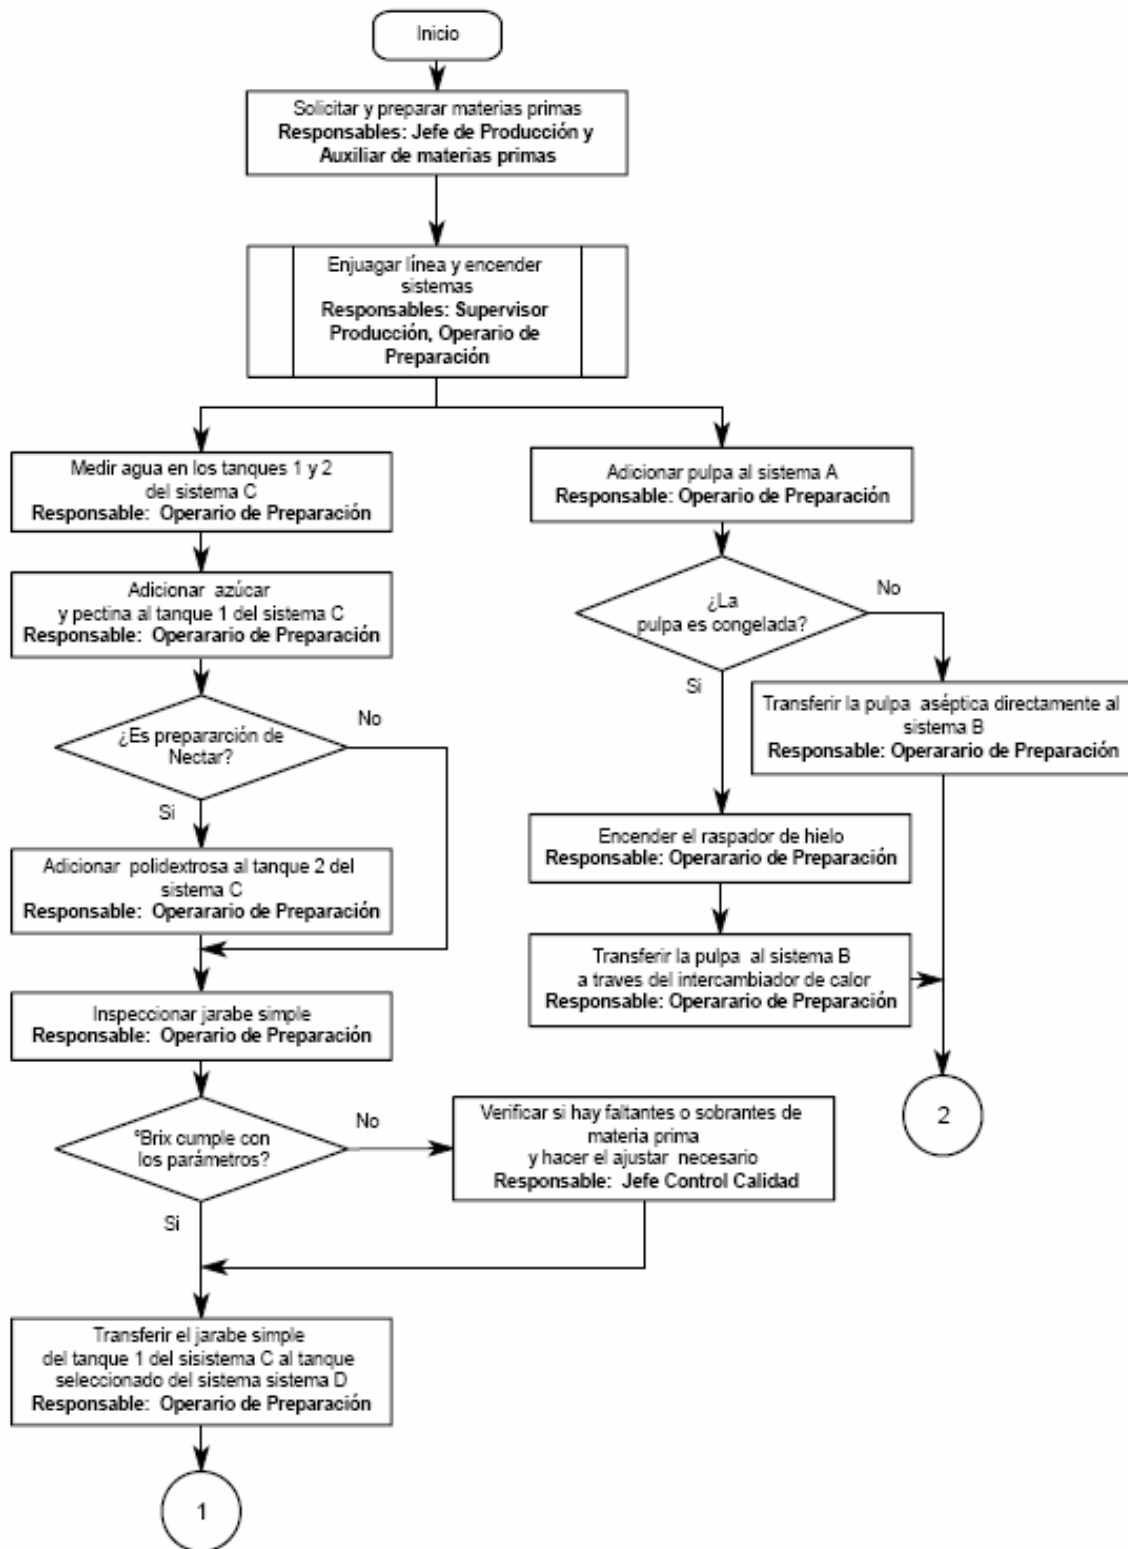 Inicio
Solicitar y preparar materias primas
Responsables: Jefe de Producción y
Auxiliar de materias primas
Enjuagar línea y encender
sistemas
Responsables: Supervisor
Producción, Operario de
Preparación
Medir agua en los tanques 1 y 2
del sistema C
Responsable: Operario de Preparación
Adicionar azúcar
y pectina al tanque 1 del sistema C
Responsable: Operarario de Preparación
¿Es prepararción de
Nectar?
No
Si
Adicionar polidextrosa al tanque 2 del
sistema C
Responsable: Operarario de Preparación
Inspeccionar jarabe simple
Responsable: Operario de Preparación
°Brix cumple con
los parámetros?
No
Si
Verificar si hay faltantes o sobrantes de
materia prima
y hacer el ajustar necesario
Responsable: Jefe Control Calidad
Transferir el jarabe simple
del tanque 1 del sisistema C al tanque
seleccionado del sistema sistema D
Responsable: Operario de Preparación
1
Adicionar pulpa al sistema A
Responsable: Operario de Preparación
¿La
pulpa es congelada?
No
Si
Transferir la pulpa aséptica directamente al
sistema B
Responsable: Operarario de Preparación
Encender el raspador de hielo
Responsable: Operarario de Preparación
Transferir la pulpa al sistema B
a traves del intercambiador de calor
Responsable: Operarario de Preparación
2